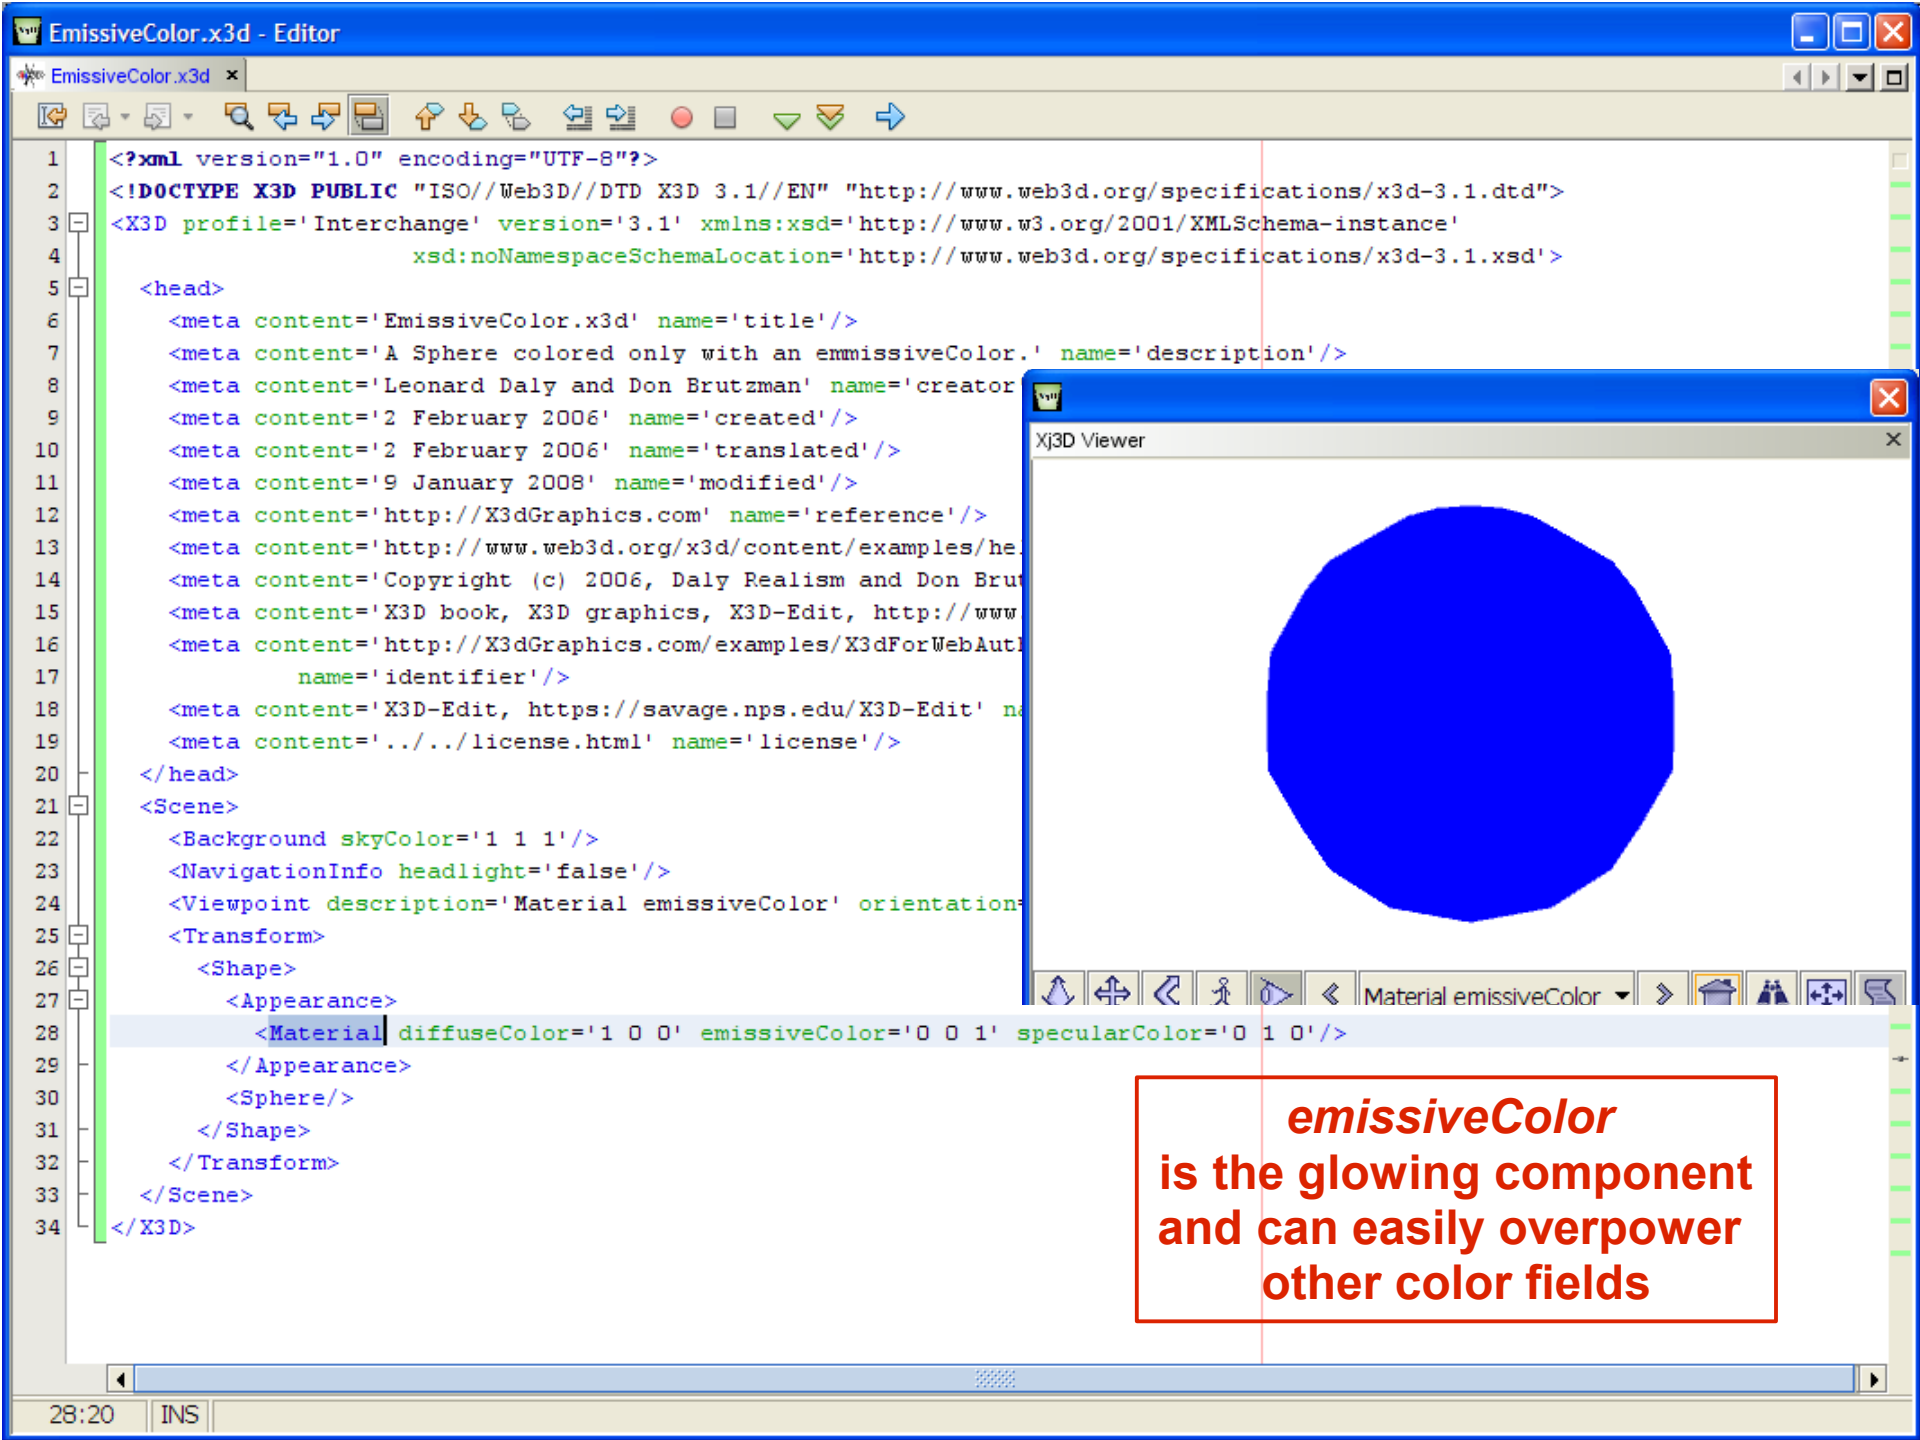 EmissiveColor.x3d - Editor
EmissiveColor.x3d
1 <?xml version="1.0" encoding="UTF-8"?>
2 <!DOCTYPE X3D PUBLIC "ISO//Web3D//DTD X3D 3.1//EN" "http://www.web3d.org/specifications/x3d-3.1.dtd">
3 <X3D profile='Interchange' version='3.1' xmlns:xsd='http://www.w3.org/2001/XMLSchema-instance'
4 xsd:noNamespaceSchemaLocation='http://www.web3d.org/specifications/x3d-3.1.xsd'>
5 <head>
6 <meta content='EmissiveColor.x3d' name='title'/>
7 <meta content='A Sphere colored only with an emmissiveColor.' name='description'/>
8 <meta content='Leonard Daly and Don Brutzman' name='creator'
9 <meta content='2 February 2006' name='created'/>
10 <meta content='2 February 2006' name='translated'/>
11 <meta content='9 January 2008' name='modified'/>
12 <meta content='http://X3dGraphics.com' name='reference'/>
13 <meta content='http://www.web3d.org/x3d/content/examples/he
14 <meta content='Copyright (c) 2006, Daly Realism and Don Brut
15 <meta content='X3D book, X3D graphics, X3D-Edit, http://www
16 <meta content='http://X3dGraphics.com/examples/X3dForWebAut
17 name='identifier'/>
18 <meta content='X3D-Edit, https://savage.nps.edu/X3D-Edit' na
19 <meta content='../../license.html' name='license'/>
20 </head>
21 <Scene>
22 <Background skyColor='1 1 1'/>
23 <NavigationInfo headlight='false'/>
24 <Viewpoint description='Material emissiveColor' orientation=
25 <Transform>
26 <Shape>
27 <Appearance>
28 <Material diffuseColor='1 0 0' emissiveColor='0 0 1' specularColor='0 1 0'/>
29 </Appearance>
30 <Sphere/>
31 </Shape>
32 </Transform>
33 </Scene>
34 </X3D>
Xj3D Viewer
Material emissiveColor
emissiveColor
is the glowing component
and can easily overpower
other color fields
28:20 INS